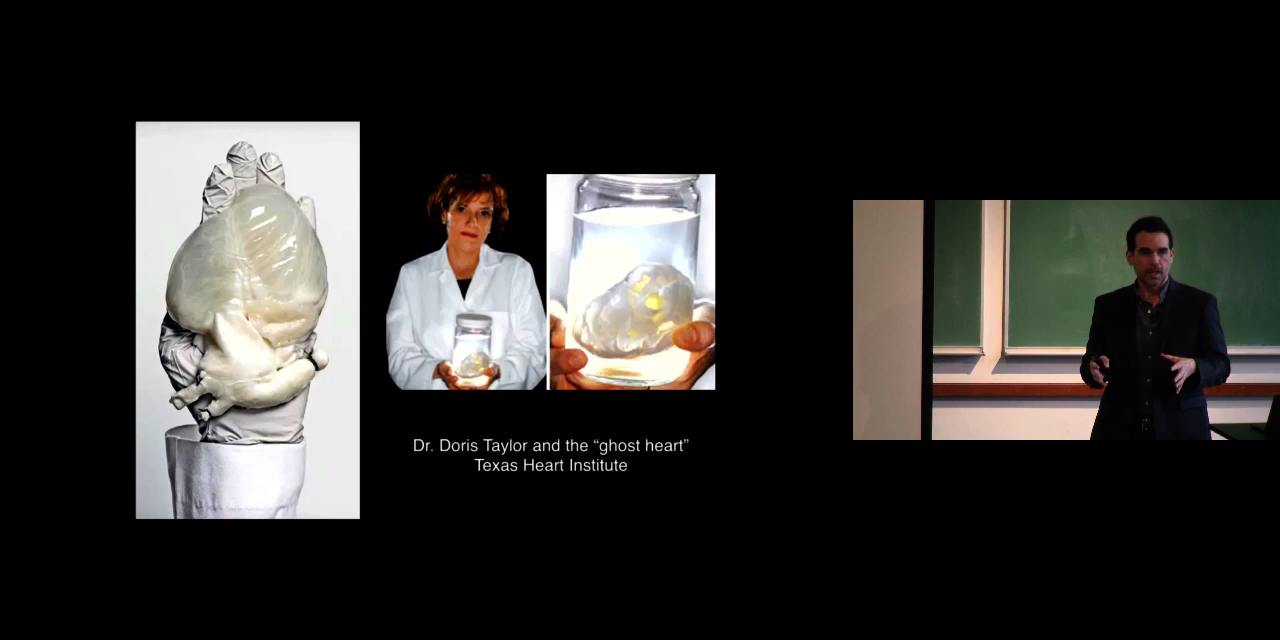 Dr. Doris Taylor and the “ghost heart”
Texas Heart Institute